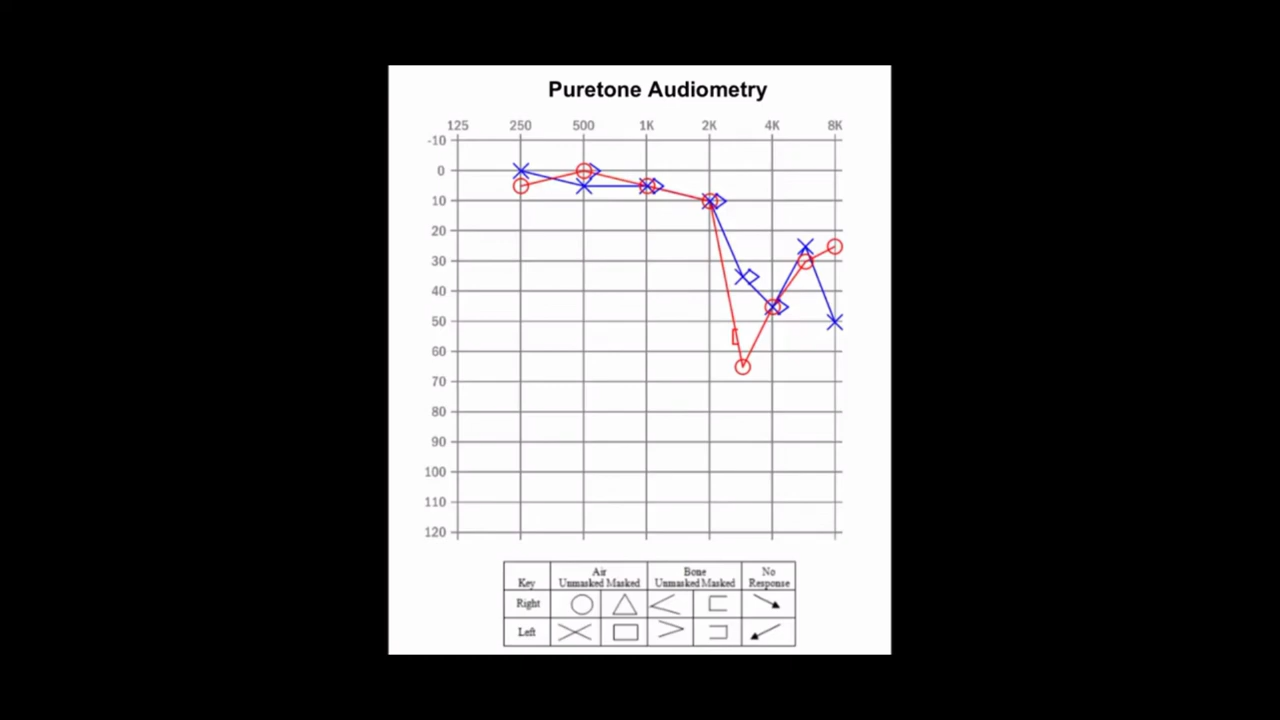 Puretone Audiometry
125 250 500 1K 2K 4K 8K
-10
0
10
20
30
40
50
60
70
80
90
100
110
120
Key Air Unmasked Masked Bone Unmasked Masked No Response
Right
Left